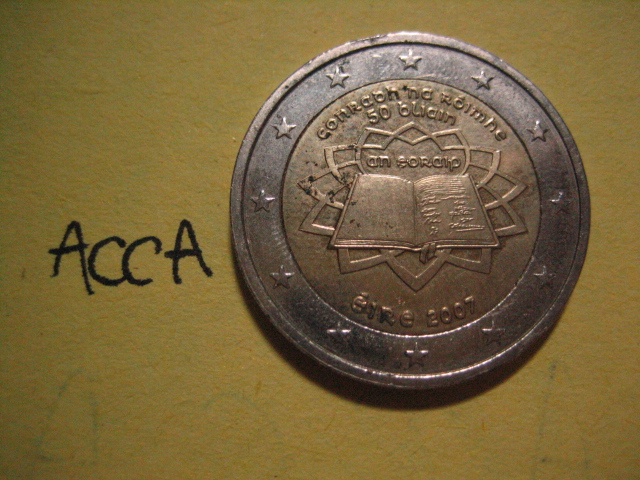 ACCA
Conradh na Róimhe
50 bliain
an Eoraip
éire 2007